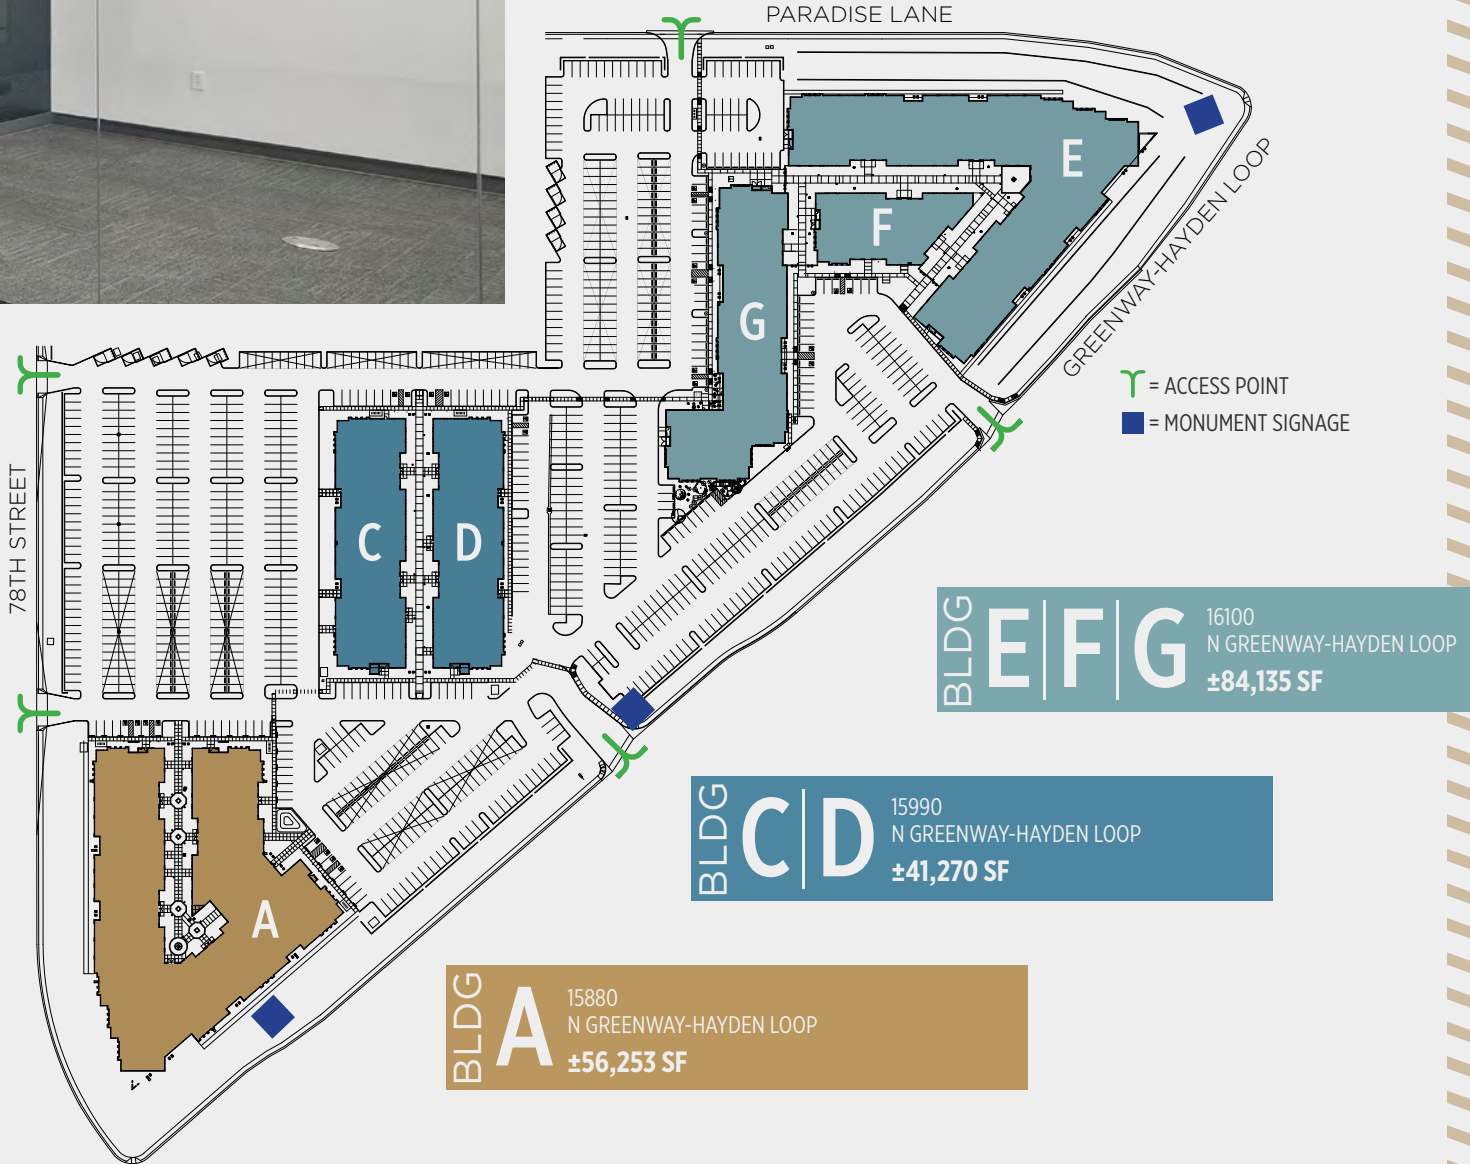 PARADISE LANE
E
GREENWAY-HAYDEN LOOP
F
G
= ACCESS POINT
= MONUMENT SIGNAGE
78TH STREET
C
D
A
BLDG
E|F|G
16100
N GREENWAY-HAYDEN LOOP
±84,135 SF
BLDG
C|D
15990
N GREENWAY-HAYDEN LOOP
±41,270 SF
BLDG
A
15880
N GREENWAY-HAYDEN LOOP
±56,253 SF